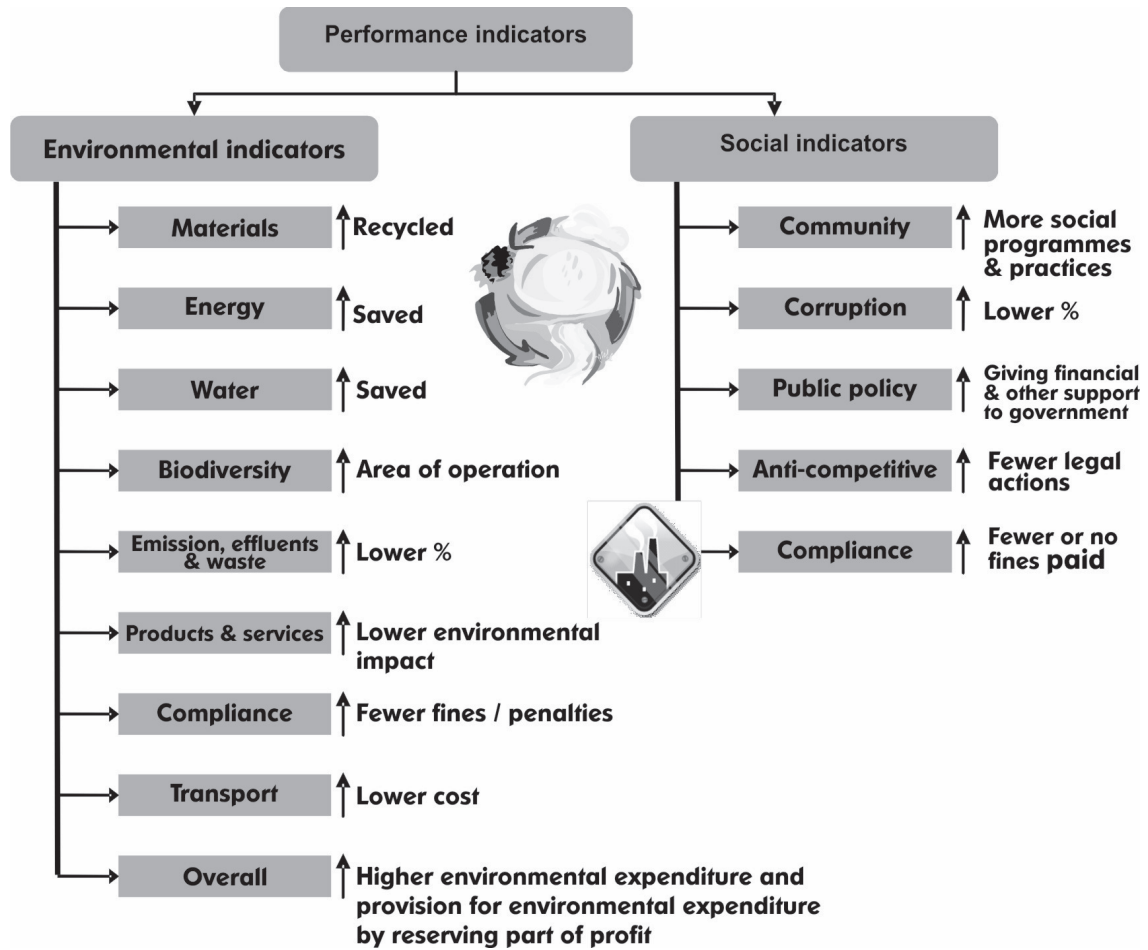 Performance indicators
Environmental indicators
Materials
Recycled
Energy
Saved
Water
Saved
Biodiversity
Area of operation
Emission, effluents
& waste
Lower %
Products & services
Lower environmental
impact
Compliance
Fewer fines / penalties
Transport
Lower cost
Overall
Higher environmental expenditure and
provision for environmental expenditure
by reserving part of profit
Social indicators
Community
More social
programmes
& practices
Corruption
Lower %
Public policy
Giving financial
& other support
to government
Anti-competitive
Fewer legal
actions
Compliance
Fewer or no
fines paid